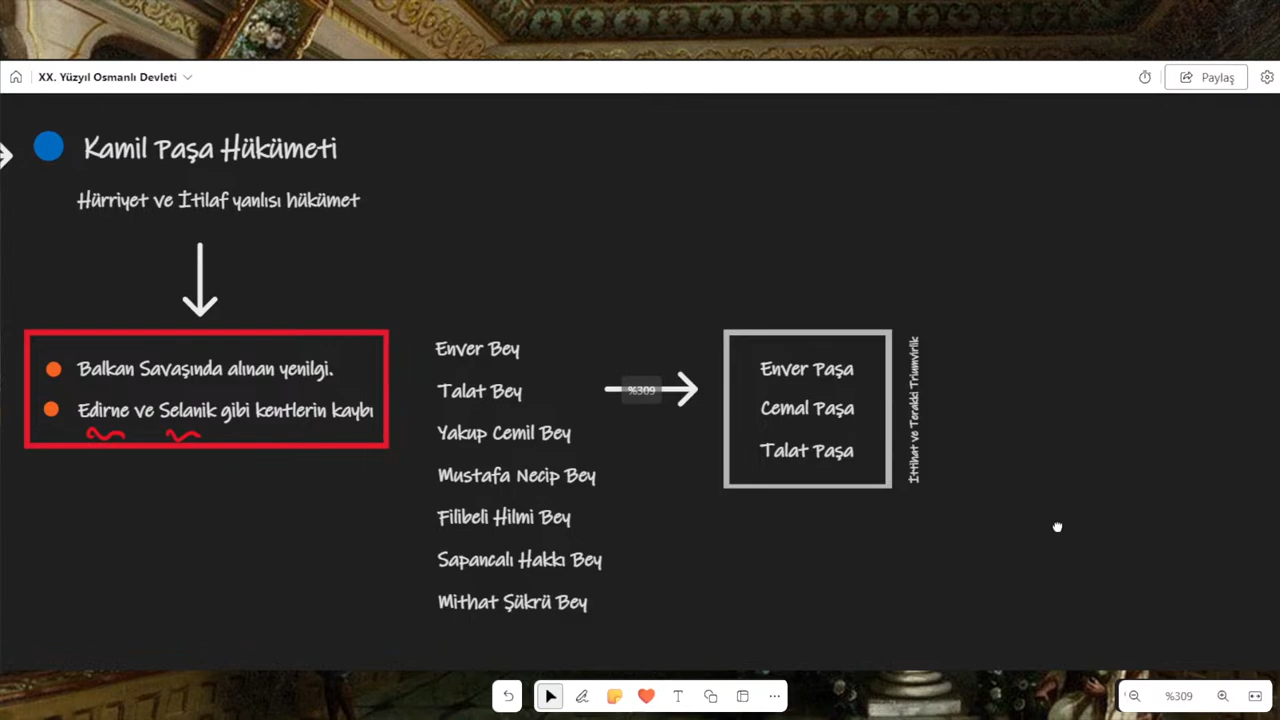 XX. Yüzyıl Osmanlı Devleti
Paylaş
Kamil Paşa Hükümeti
Hürriyet ve İtilaf yanlısı hükümet
Balkan Savaşında alınan yenilgi.
Edirne ve Selanik gibi kentlerin kaybı
Enver Bey
Talat Bey
Yakup Cemil Bey
Mustafa Necip Bey
Filibeli Hilmi Bey
Sapancalı Hakkı Bey
Mithat Şükrü Bey
%309
Enver Paşa
Cemal Paşa
Talat Paşa
İttihat ve Terakki Triumvirlik
%309